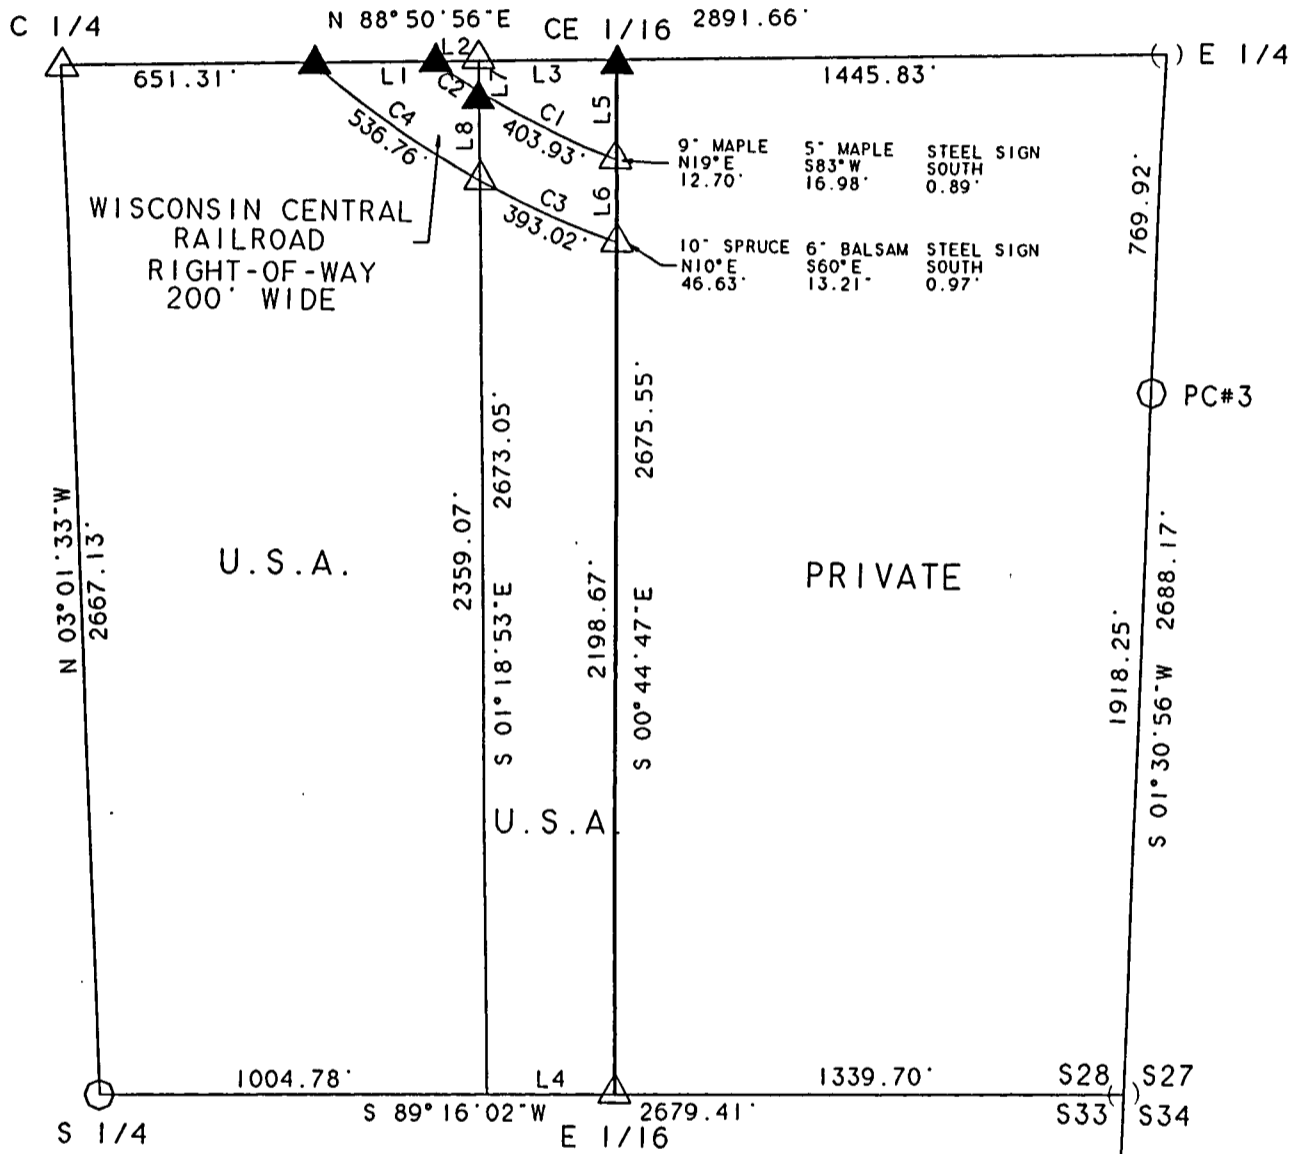 C 1/4
N 88°50'56"E
CE 1/16
2891.66'
E 1/4
651.31'
L1
L2
L7
L3
1445.83'
C2
C1
403.93'
C4
536.76'
L8
L5
L6
C3
393.02'
9" MAPLE 5" MAPLE STEEL SIGN
N19°E S83°W SOUTH
12.70' 16.98' 0.89'
10" SPRUCE 6" BALSAM STEEL SIGN
N10°E S60°E SOUTH
46.63' 13.21' 0.97'
WISCONSIN CENTRAL
RAILROAD
RIGHT-OF-WAY
200' WIDE
769.92'
PC#3
N 03°01'33"W
2667.13'
U.S.A.
2359.07'
2673.05'
S 01°18'53"E
2198.67'
2675.55'
S 00°44'47"E
PRIVATE
1918.25'
S 01°30'56"W 2688.17'
U.S.A.
1004.78'
L4
1339.70'
S28 S27
S 89°16'02"W
2679.41'
S33 S34
S 1/4
E 1/16